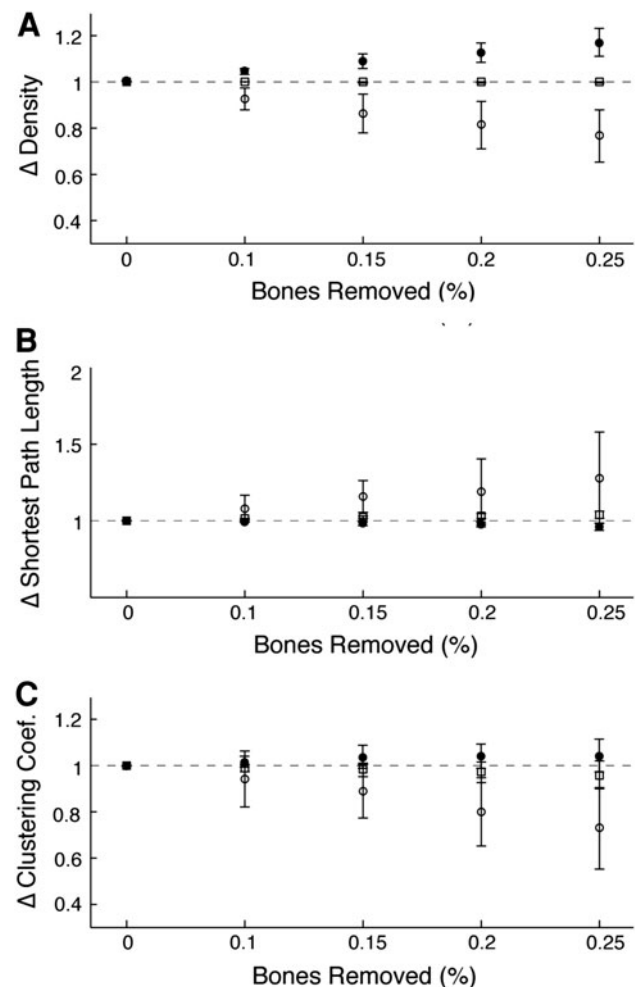 A
Δ Density
1.2
1
0.8
0.6
0.4
0 0.1 0.15 0.2 0.25
Bones Removed (%)
B
Δ Shortest Path Length
2
1.5
1
0 0.1 0.15 0.2 0.25
Bones Removed (%)
C
Δ Clustering Coef.
1.2
1
0.8
0.6
0.4
0 0.1 0.15 0.2 0.25
Bones Removed (%)